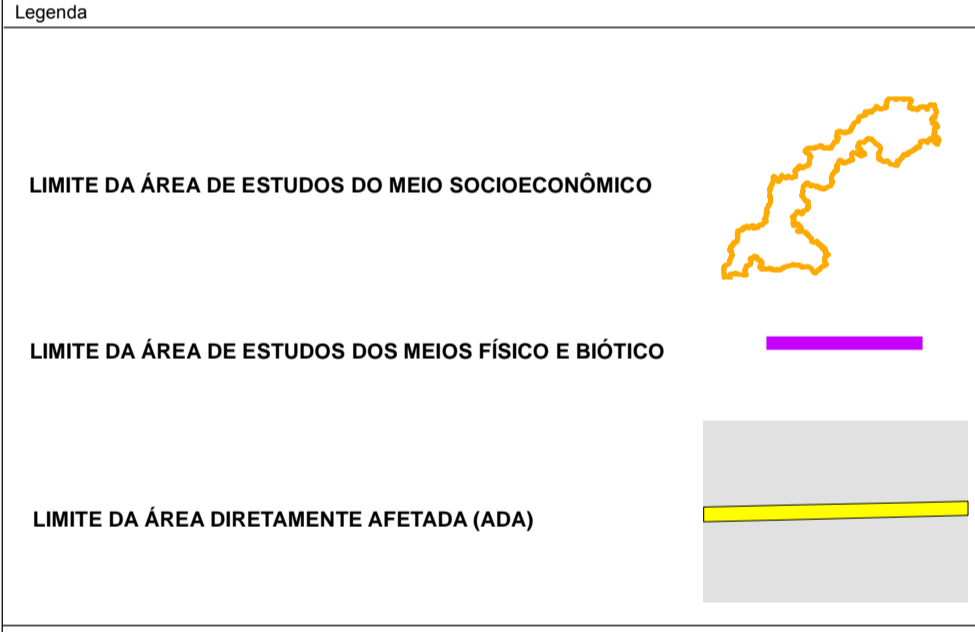 Legenda
LIMITE DA ÁREA DE ESTUDOS DO MEIO SOCIOECONÔMICO
LIMITE DA ÁREA DE ESTUDOS DOS MEIOS FÍSICO E BIÓTICO
LIMITE DA ÁREA DIRETAMENTE AFETADA (ADA)